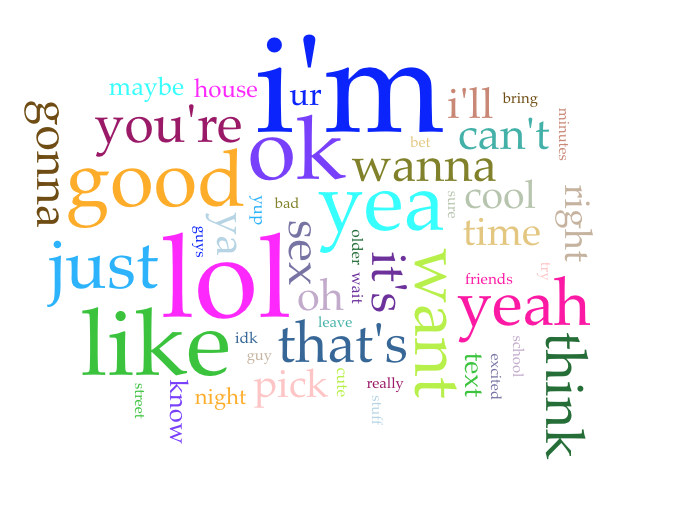 i'm
ur
maybe
house
i'll
bring
gonna
you're
ok
can't
minutes
bet
good
wanna
yea
sure
cool
right
yup
bad
ya
guys
sex
older
time
just
lol
it's
want
wait
oh
friends
try
yeah
like
idk
leave
that's
guy
school
think
text
excited
street
know
night
pick
cute
really
stuff